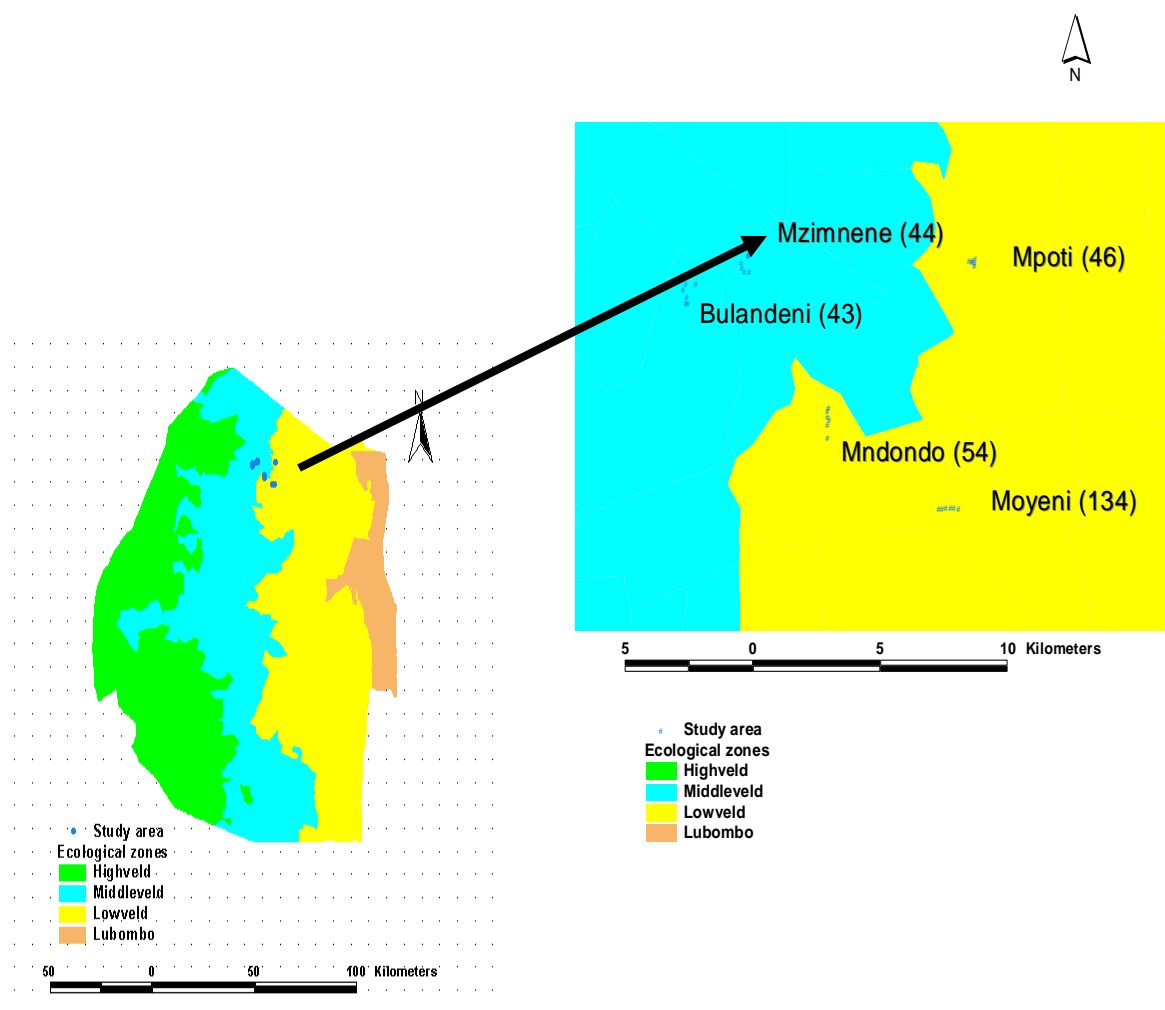 N
Mzimnene (44)
Mpoti (46)
Bulandeni (43)
Mndondo (54)
Moyeni (134)
5 0 5 10 Kilometers
# Study area
Ecological zones
Highveld
Middleveld
Lowveld
Lubombo
N
Study area
Ecological zones
Highveld
Middleveld
Lowveld
Lubombo
50 0 50 100 Kilometers